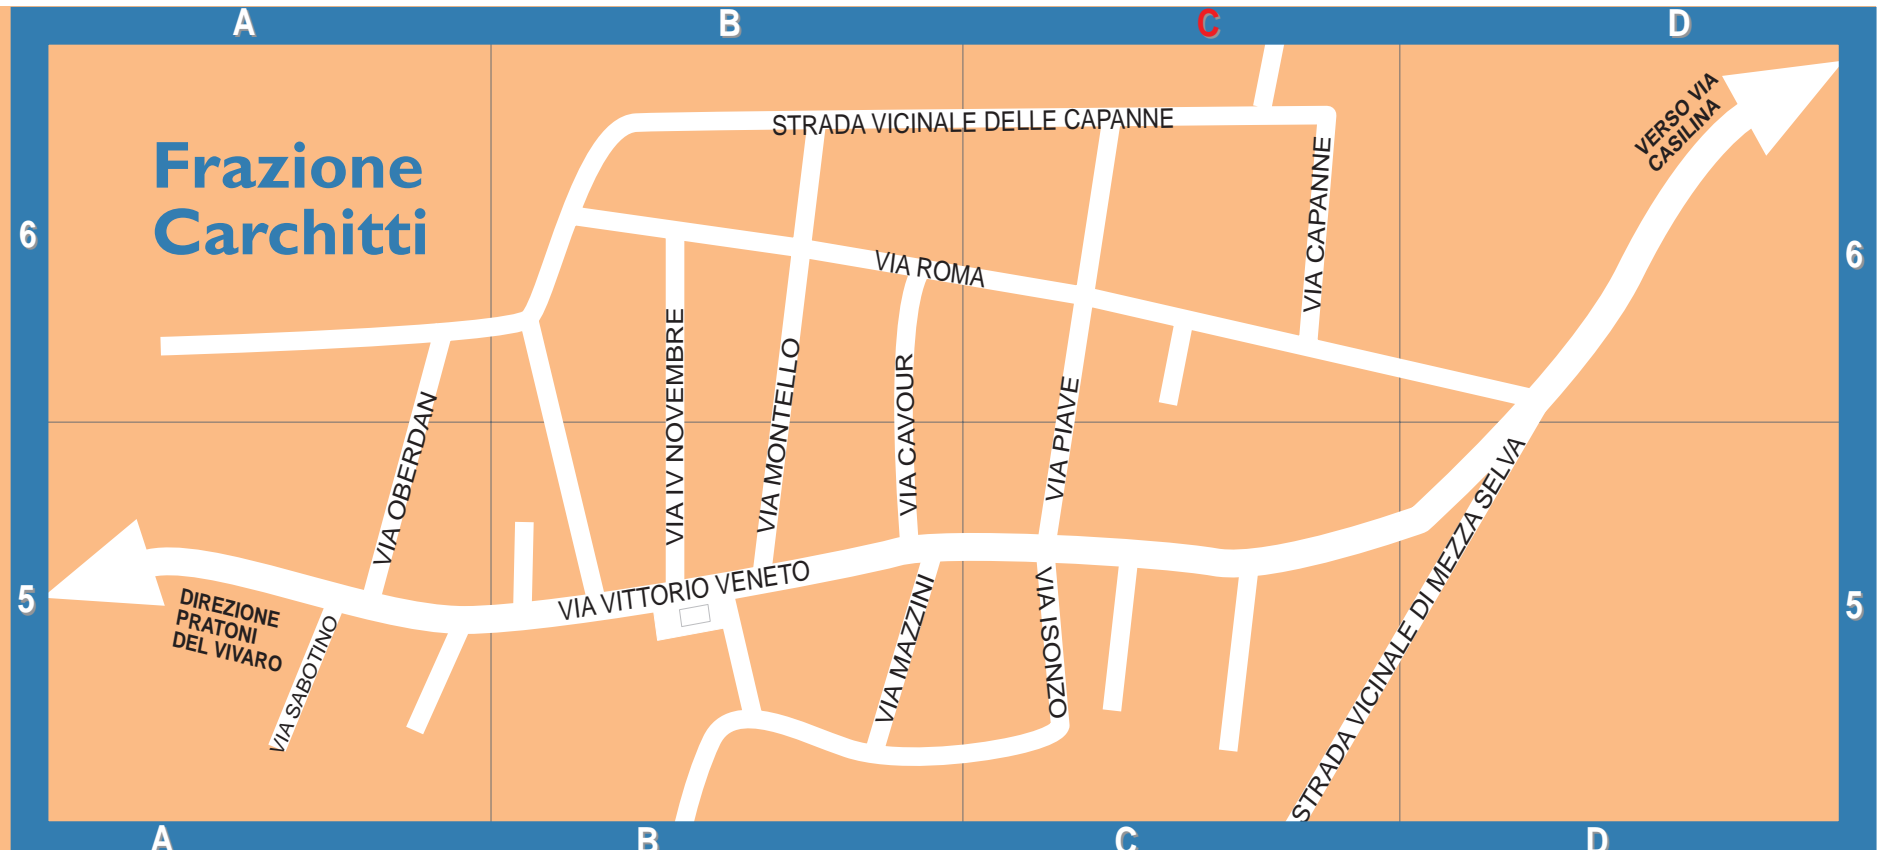 A B C D
STRADA VICINALE DELLE CAPANNE
VERSO VIA
CASILINA
Frazione
Carchitti
6
6
VIA CAPANNE
VIA ROMA
VIA IV NOVEMBRE
VIA MONTELLO
VIA CAVOUR
VIA PIAVE
VIA OBERDAN
STRADA VICINALE DI MEZZA SELVA
5
5
DIREZIONE
PRATONI
DEL VIVARO
VIA VITTORIO VENETO
VIA SABOTINO
VIA MAZZINI
VIA ISONZO
A B C D